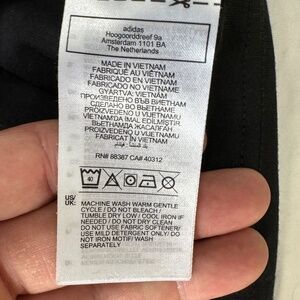 adidas
Hoogoorddreef 9a
Amsterdam 1101 BA
The Netherlands
MADE IN VIETNAM
FABRIQUÉ AU VIÊTNAM
FABRICADO EN VIETNAM
FABRICADO NO VIETNAME
GYÁRTVA: VIETNAM
ПРОИЗВЕДЕНО ВЪВ ВИЕТНАМ
СДЕЛАНО ВО ВЬЕТНАМЕ
PROIZVEDENO U VIJETNAMU
VIETNAM'DA İMAL EDİLMİŞTİR
PROIZVEDENO U VIJETNAMU
ВЬЕТНАМДА ЖАСАЛҒАН
FABRICAT IN VIETNAM
RN# 88387 CA# 40312
40
US/
UK:
MACHINE WASH WARM GENTLE
CYCLE / DO NOT BLEACH /
TUMBLE DRY LOW / COOL IRON IF
NEEDED / DO NOT DRY CLEAN
DO NOT USE FABRIC SOFTENER/
USE MILD DETERGENT ONLY/ DO
NOT IRON MOTIF/ WASH
SEPARATELY